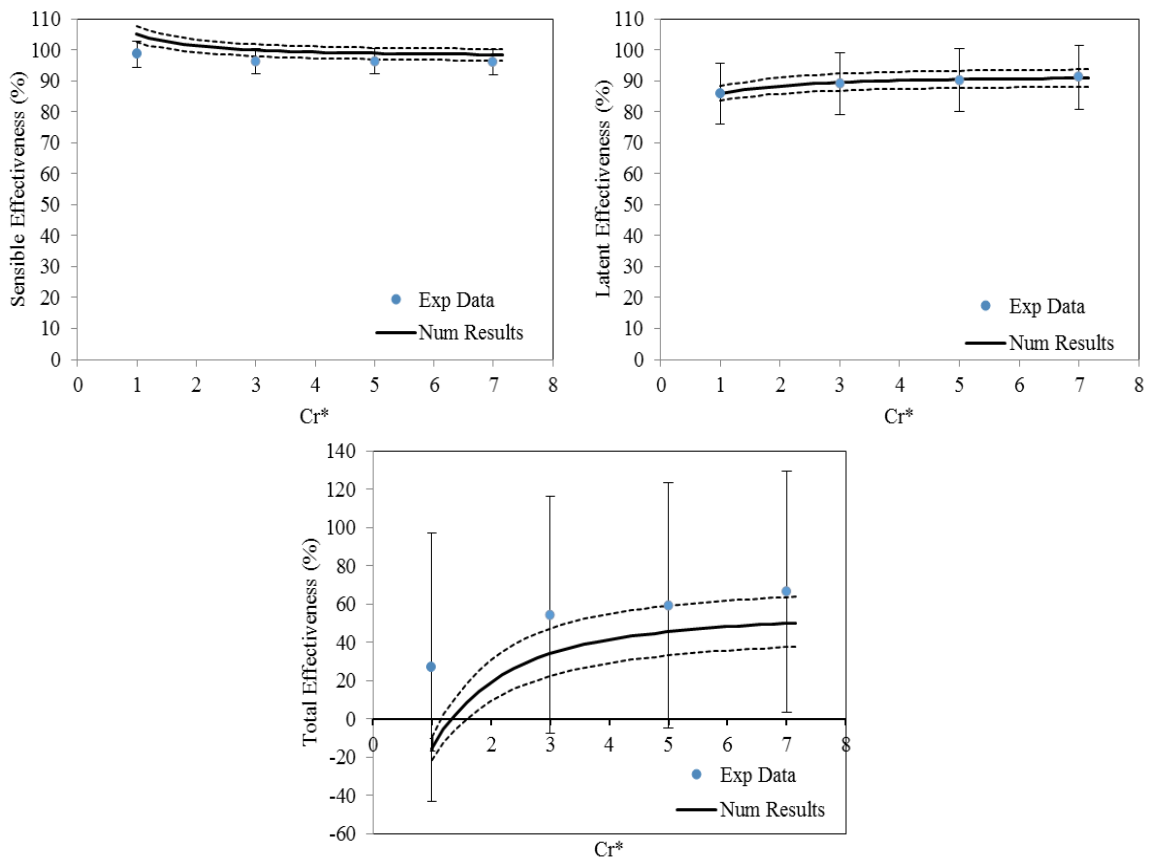 Sensible Effectiveness (%)
110
100
90
80
70
60
50
40
30
20
10
0
0 1 2 3 4 5 6 7 8
Cr*
Exp Data
Num Results
Latent Effectiveness (%)
110
100
90
80
70
60
50
40
30
20
10
0
0 1 2 3 4 5 6 7 8
Cr*
Exp Data
Num Results
Total Effectiveness (%)
140
120
100
80
60
40
20
0
-20
-40
-60
0 1 2 3 4 5 6 7 8
Exp Data
Num Results
Cr*